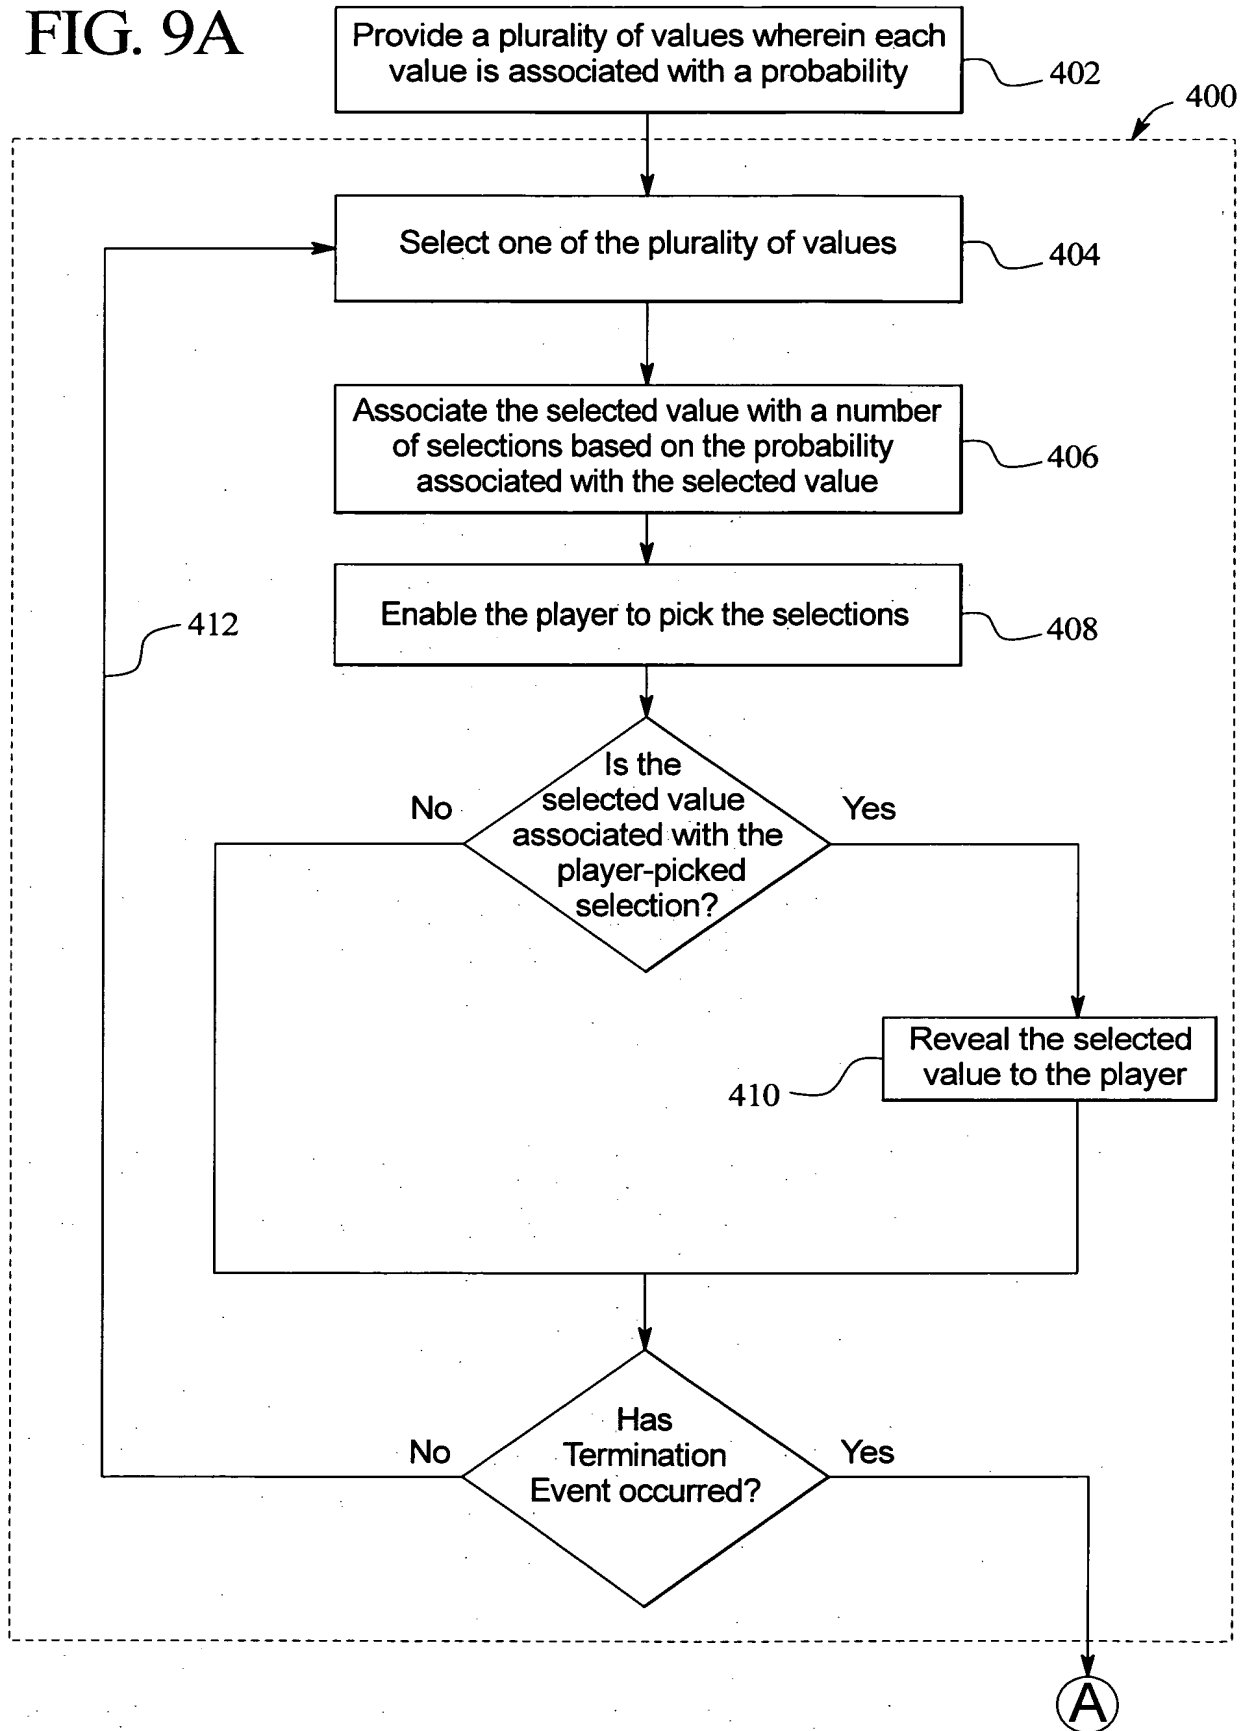 FIG. 9A
Provide a plurality of values wherein each
value is associated with a probability
402
400
Select one of the plurality of values
404
Associate the selected value with a number
of selections based on the probability
associated with the selected value
406
Enable the player to pick the selections
408
412
Is the
selected value
associated with the
player-picked
selection?
No
Yes
Reveal the selected
value to the player
410
Has
Termination
Event occurred?
No
Yes
A